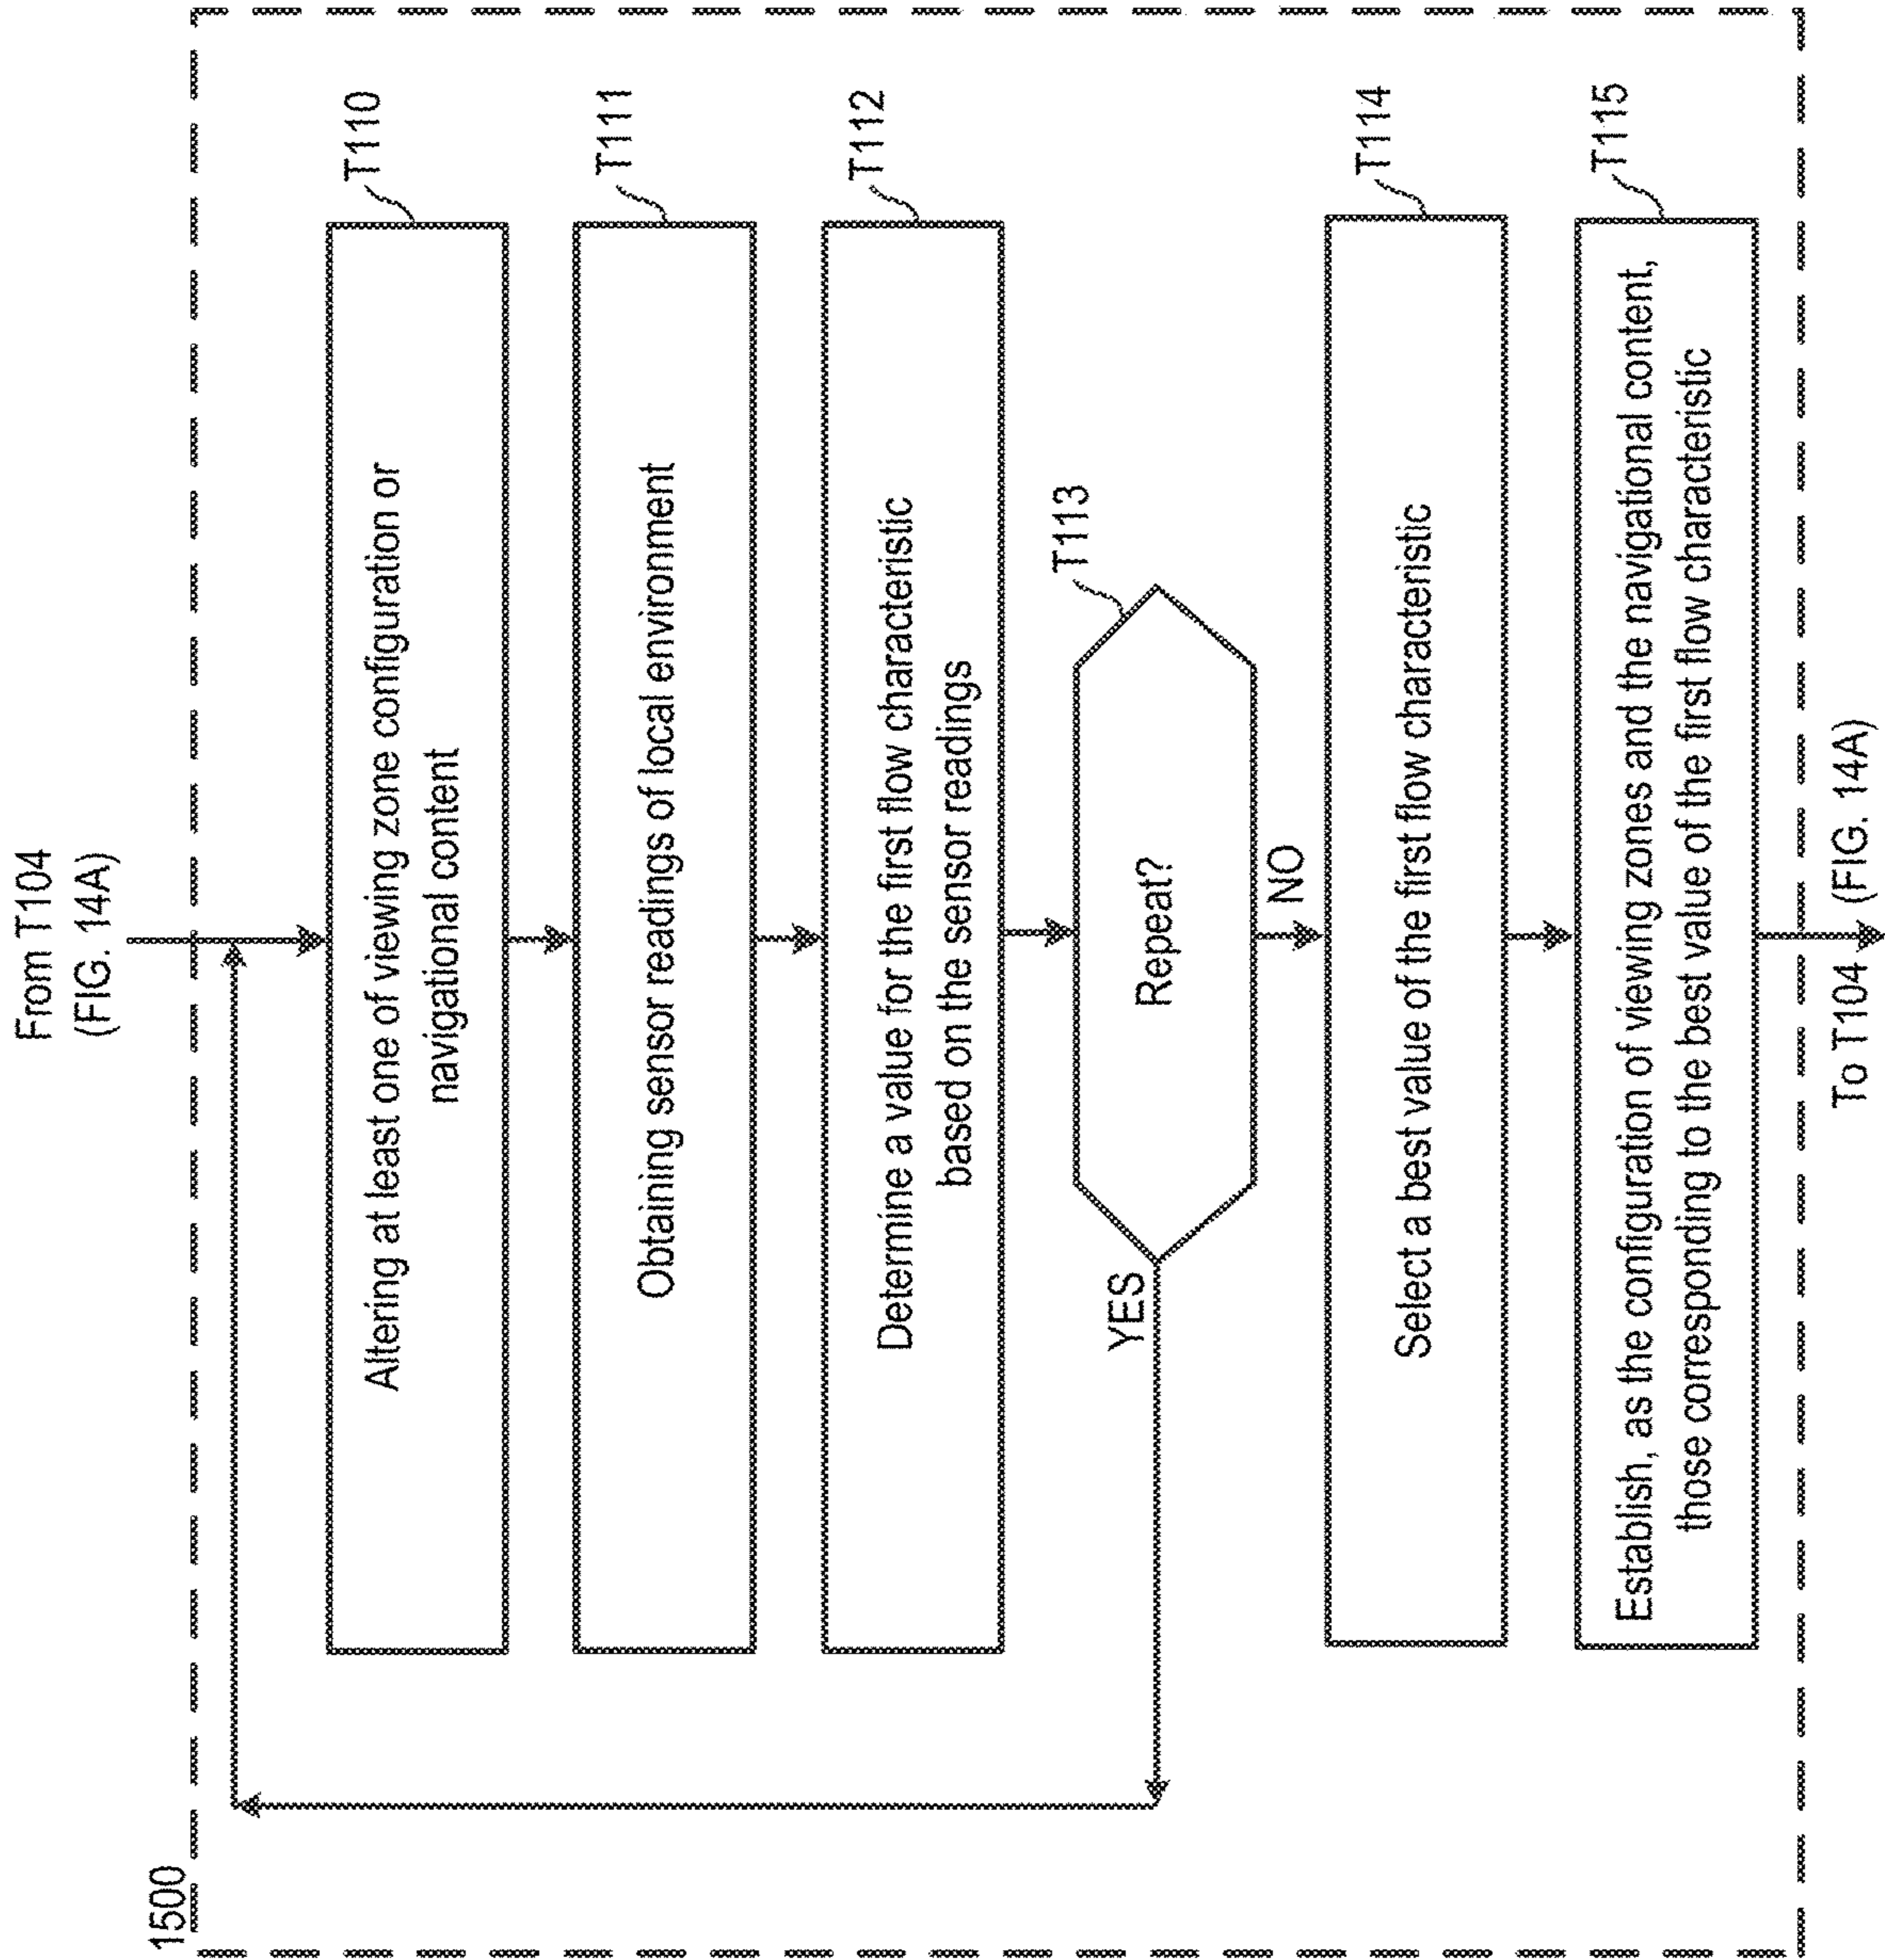 From T104
(FIG. 14A)
1500
Altering at least one of viewing zone configuration or
navigational content
T110
Obtaining sensor readings of local environment
T111
Determine a value for the first flow characteristic
based on the sensor readings
T112
Repeat?
T113
YES
NO
Select a best value of the first flow characteristic
T114
Establish, as the configuration of viewing zones and the navigational content,
those corresponding to the best value of the first flow characteristic
T115
To T104 (FIG. 14A)